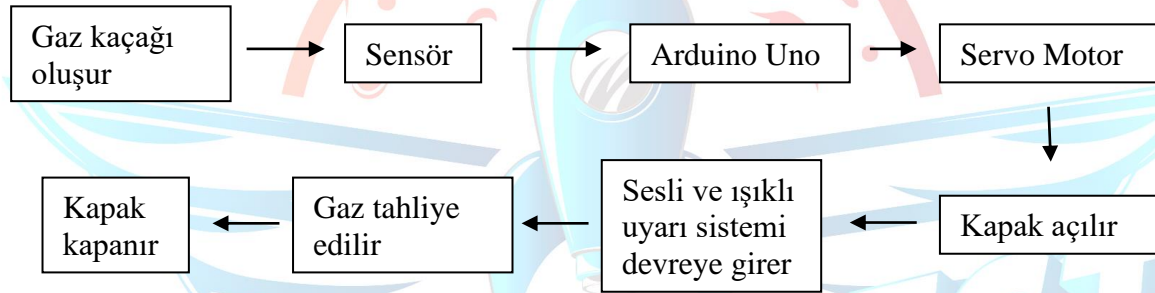 Gaz kaçağı
oluşur
Sensör
Arduino Uno
Servo Motor
Kapak açılır
Sesli ve ışıklı
uyarı sistemi
devreye girer
Gaz tahliye
edilir
Kapak
kapanır